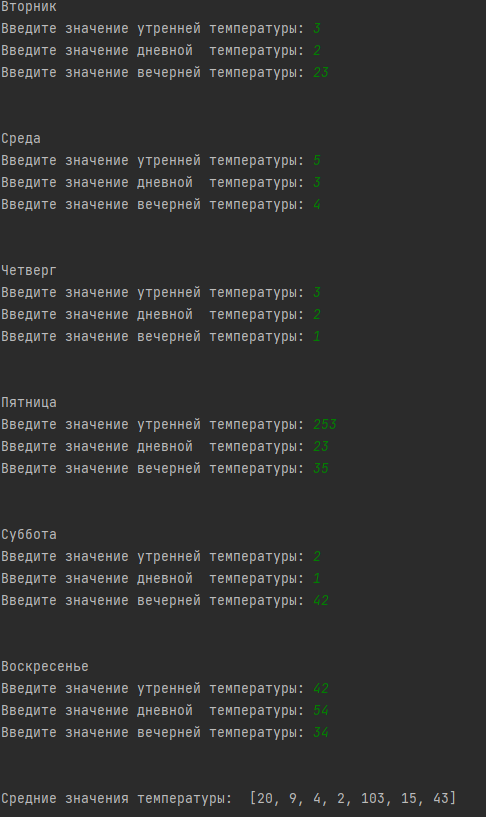 Вторник
Введите значение утренней температуры: 3
Введите значение дневной  температуры: 2
Введите значение вечерней температуры: 23
Среда
Введите значение утренней температуры: 5
Введите значение дневной  температуры: 3
Введите значение вечерней температуры: 4
Четверг
Введите значение утренней температуры: 3
Введите значение дневной  температуры: 2
Введите значение вечерней температуры: 1
Пятница
Введите значение утренней температуры: 253
Введите значение дневной  температуры: 23
Введите значение вечерней температуры: 35
Суббота
Введите значение утренней температуры: 2
Введите значение дневной  температуры: 1
Введите значение вечерней температуры: 42
Воскресенье
Введите значение утренней температуры: 42
Введите значение дневной  температуры: 54
Введите значение вечерней температуры: 34
Средние значения температуры:  [20, 9, 4, 2, 103, 15, 43]